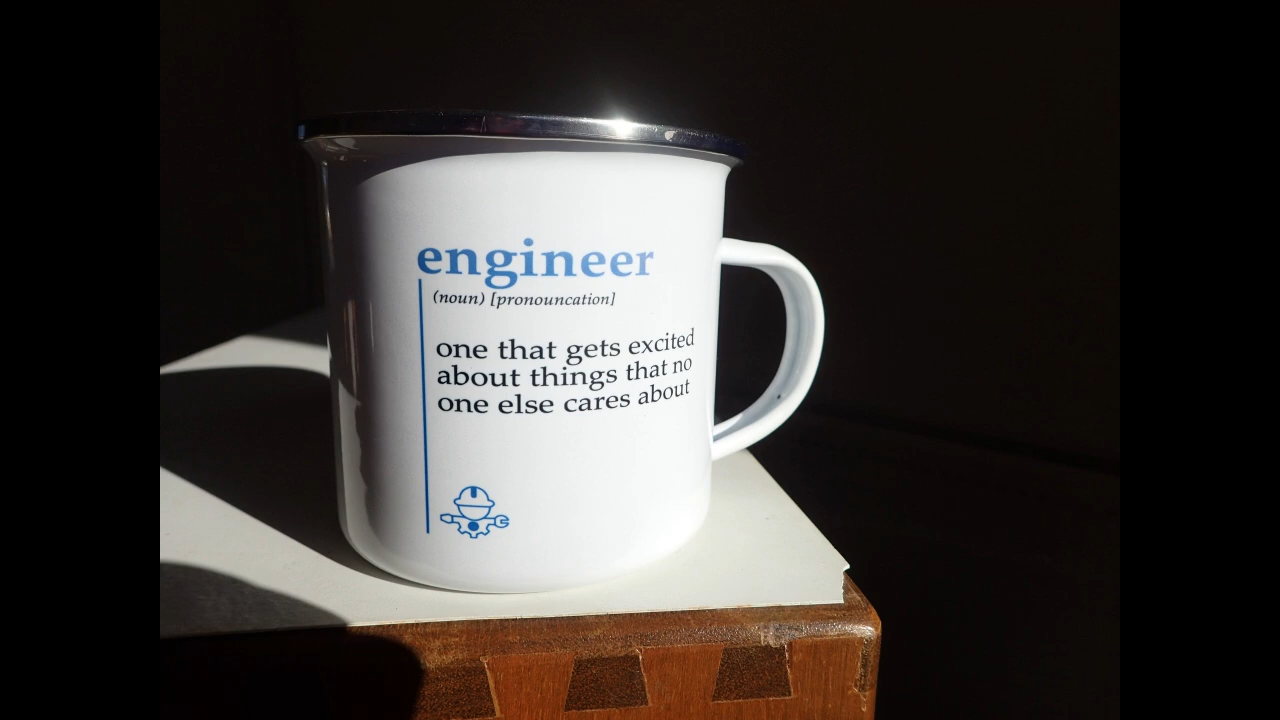 engineer
(noun) [pronouncation]
one that gets excited
about things that no
one else cares about